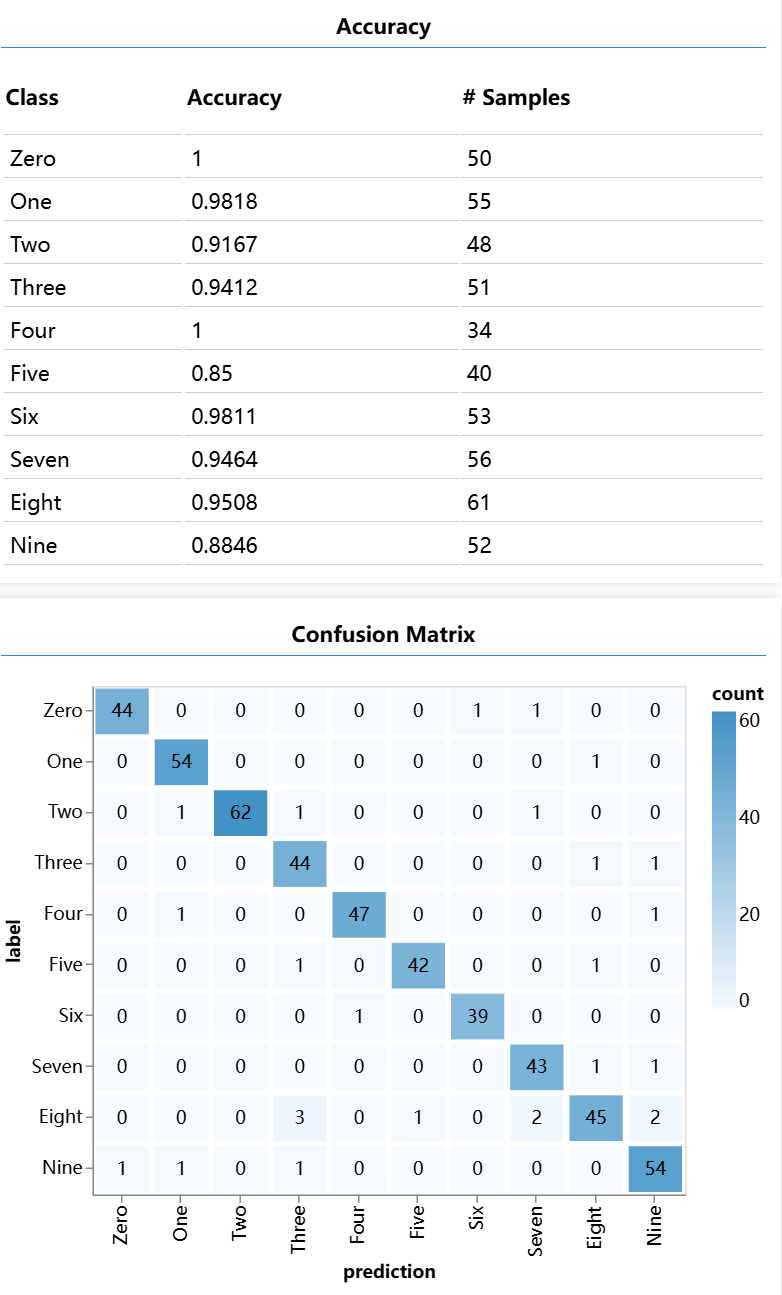 Accuracy
Class Accuracy # Samples
Zero 1 50
One 0.9818 55
Two 0.9167 48
Three 0.9412 51
Four 1 34
Five 0.85 40
Six 0.9811 53
Seven 0.9464 56
Eight 0.9508 61
Nine 0.8846 52
Confusion Matrix
count
Zero 44 0 0 0 0 0 1 1 0 0
One 0 54 0 0 0 0 0 0 1 0
Two 0 1 62 1 0 0 0 1 0 0
Three 0 0 0 44 0 0 0 0 1 1
Four 0 1 0 0 47 0 0 0 0 1
Five 0 0 0 1 0 42 0 0 1 0
Six 0 0 0 0 1 0 39 0 0 0
Seven 0 0 0 0 0 0 0 43 1 1
Eight 0 0 0 3 0 1 0 2 45 2
Nine 1 1 0 1 0 0 0 0 0 54
60
40
20
0
label
Zero One Two Three Four Five Six Seven Eight Nine
prediction